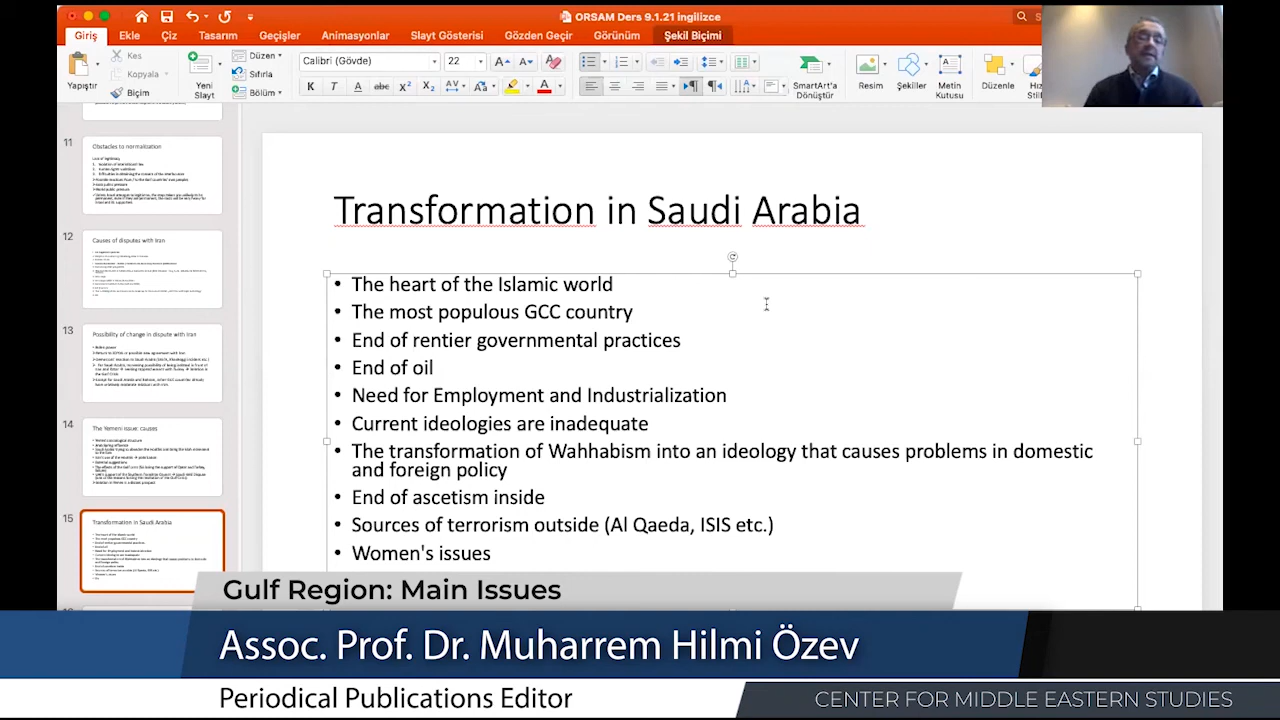 ORSAM Ders 9.1.21 ingilizce
Giriş Ekle Çiz Tasarım Geçişler Animasyonlar Slayt Gösterisi Gözden Geçir Görünüm Şekil Biçimi
Yapıştır
Kes
Kopyala
Biçim
Yeni Slayt
Düzen
Sıfırla
Bölüm
Calibri (Gövde) 22
SmartArt'a Dönüştür
Resim
Şekiller
Metin Kutusu
Düzenle
11
Obstacles to normalization
12
Causes of disputes with Iran
13
Possibility of change in dispute with Iran
14
The Yemeni issue: causes
15
Transformation in Saudi Arabia
Transformation in Saudi Arabia
• The heart of the Islamic world
• The most populous GCC country
• End of rentier governmental practices
• End of oil
• Need for Employment and Industrialization
• Current ideologies are inadequate
• The transformation of Wahhabism into an ideology that causes problems in domestic
and foreign policy
• End of ascetism inside
• Sources of terrorism outside (Al Qaeda, ISIS etc.)
• Women's issues
Gulf Region: Main Issues
Assoc. Prof. Dr. Muharrem Hilmi Özev
Periodical Publications Editor
CENTER FOR MIDDLE EASTERN STUDIES